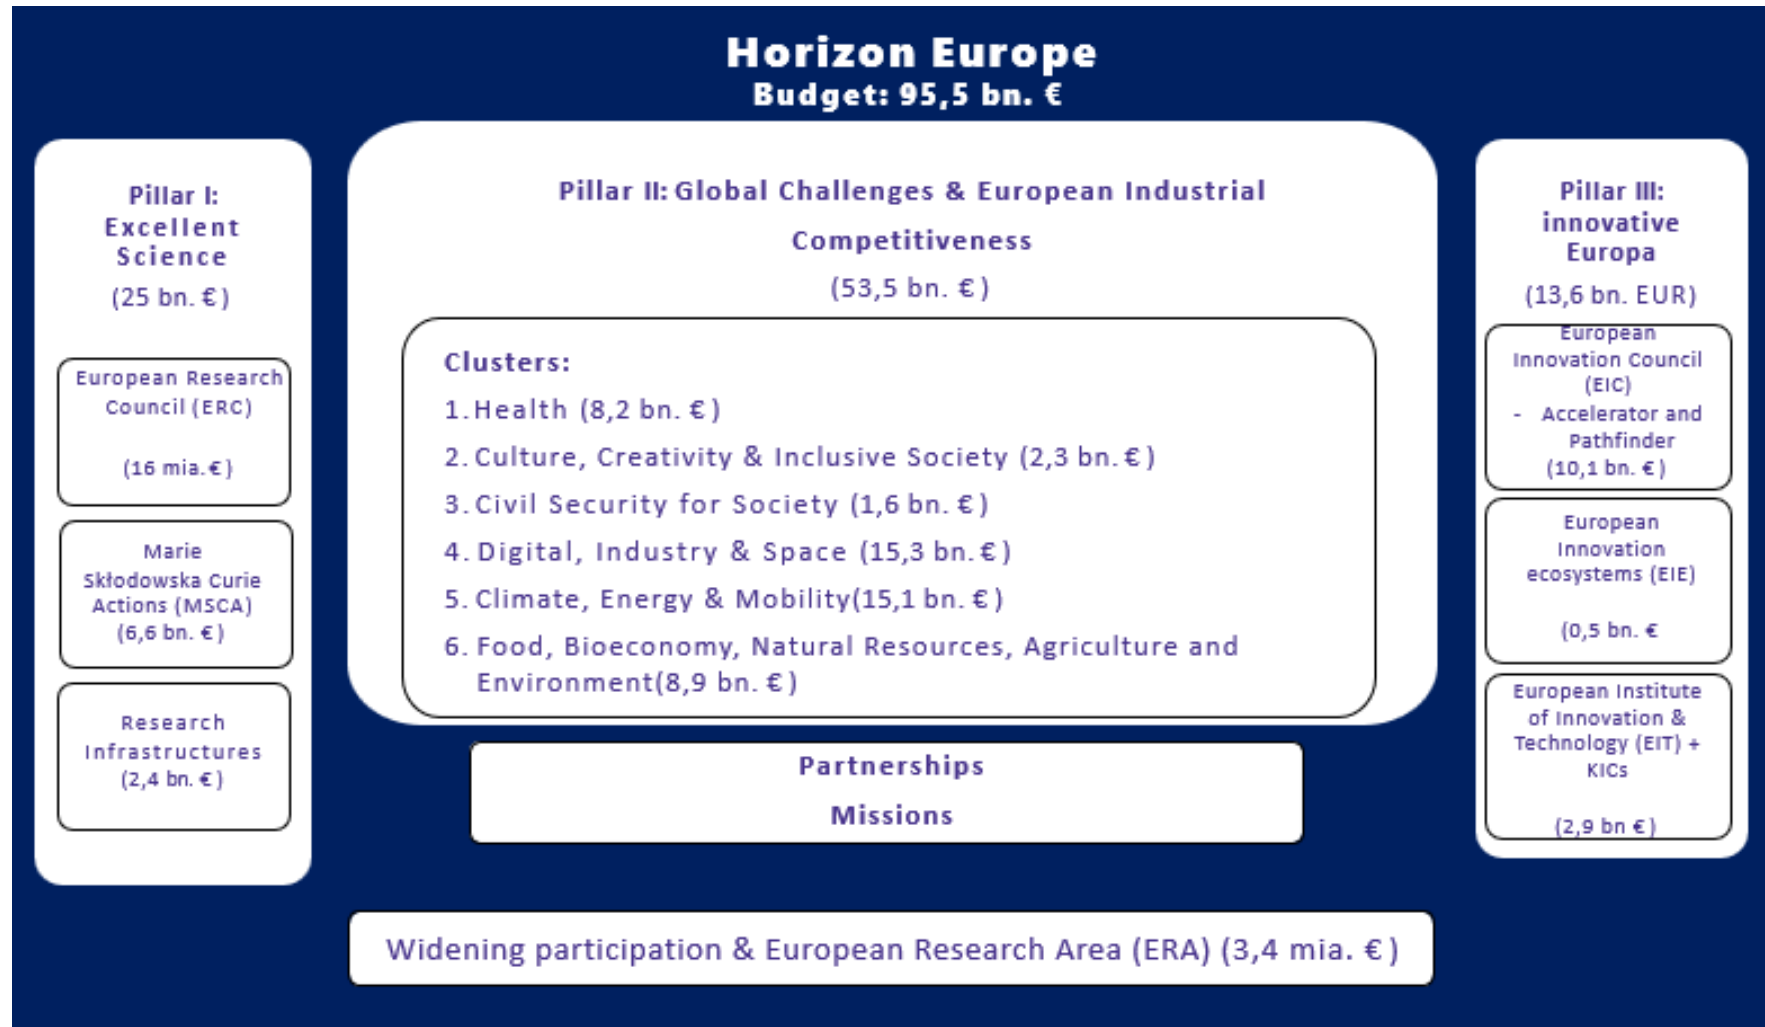 Horizon Europe
Budget: 95,5 bn. €
Pillar I:
Excellent
Science
(25 bn. €)
European Research
Council (ERC)
(16 mia. €)
Marie
Skłodowska Curie
Actions (MSCA)
(6,6 bn. €)
Research
Infrastructures
(2,4 bn. €)
Pillar II: Global Challenges & European Industrial
Competitiveness
(53,5 bn. €)
Clusters:
1. Health (8,2 bn. €)
2. Culture, Creativity & Inclusive Society (2,3 bn. €)
3. Civil Security for Society (1,6 bn. €)
4. Digital, Industry & Space (15,3 bn. €)
5. Climate, Energy & Mobility(15,1 bn. €)
6. Food, Bioeconomy, Natural Resources, Agriculture and
Environment(8,9 bn. €)
Partnerships
Missions
Pillar III:
innovative
Europa
(13,6 bn. EUR)
European
Innovation Council
(EIC)
- Accelerator and
Pathfinder
(10,1 bn. €)
European
Innovation
ecosystems (EIE)
(0,5 bn. €
European Institute
of Innovation &
Technology (EIT) +
KICs
(2,9 bn €)
Widening participation & European Research Area (ERA) (3,4 mia. €)